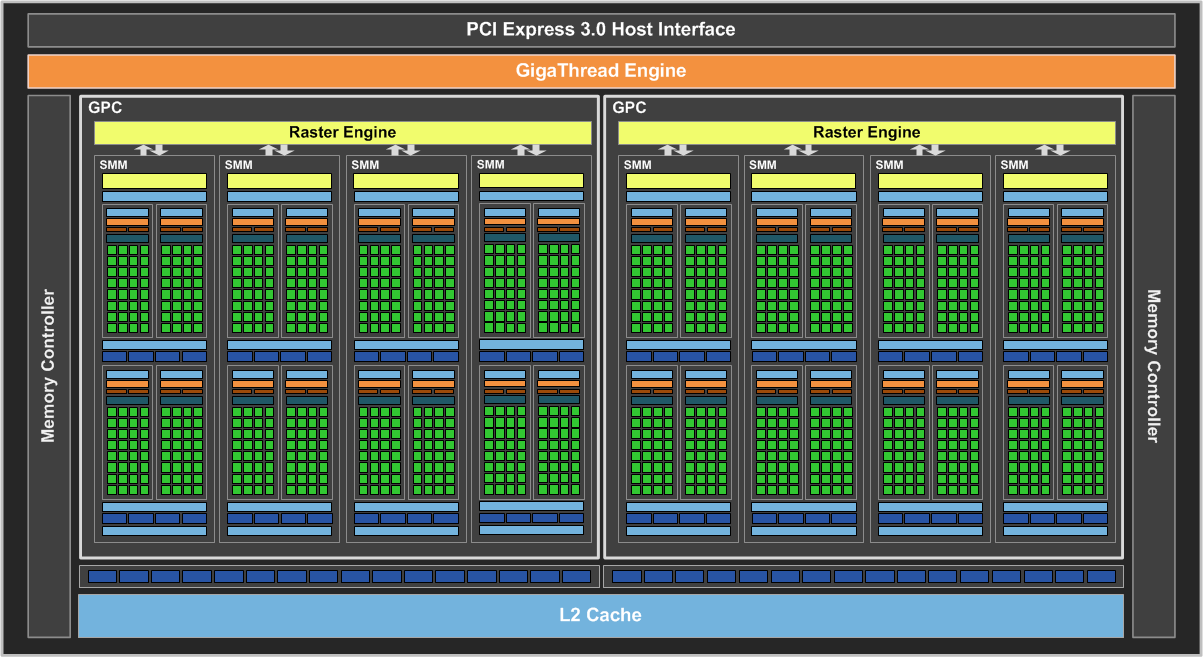 PCI Express 3.0 Host Interface
GigaThread Engine
Memory Controller
GPC
Raster Engine
SMM
SMM
SMM
SMM
GPC
Raster Engine
SMM
SMM
SMM
SMM
Memory Controller
L2 Cache